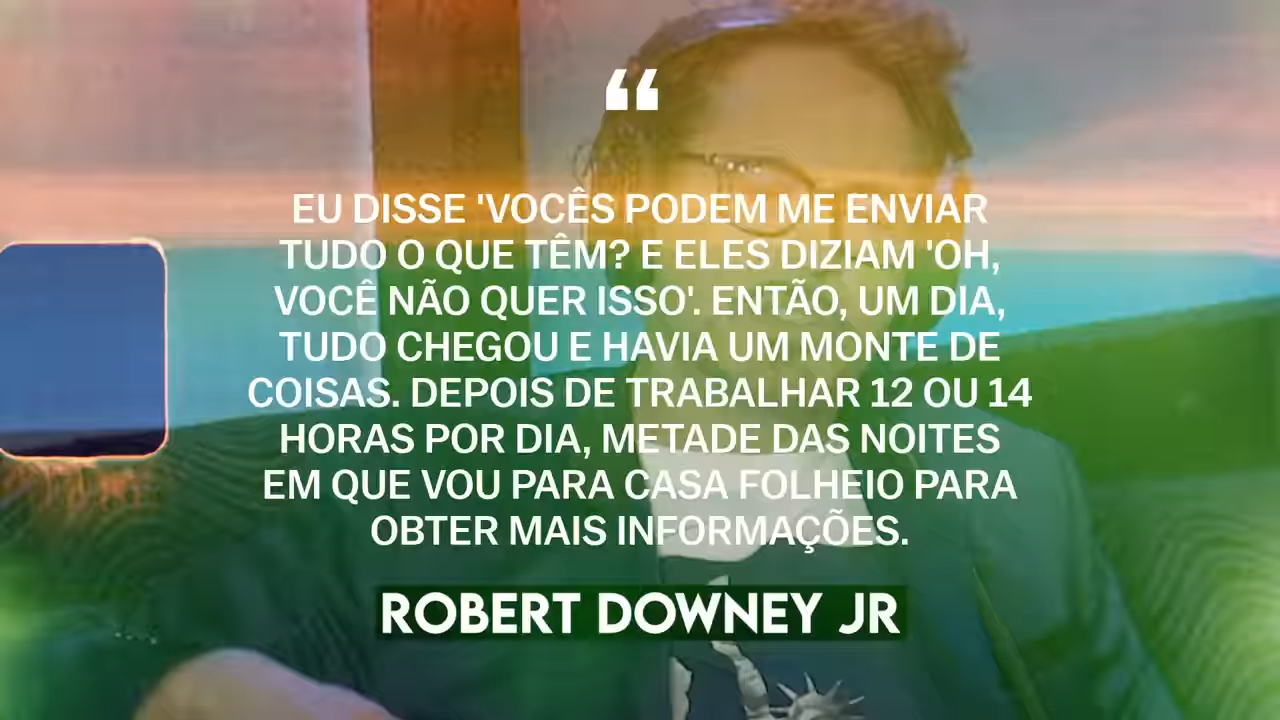 “
EU DISSE 'VOCÊS PODEM ME ENVIAR
TUDO O QUE TÊM? E ELES DIZIAM 'OH,
VOCÊ NÃO QUER ISSO'. ENTÃO, UM DIA,
TUDO CHEGOU E HAVIA UM MONTE DE
COISAS. DEPOIS DE TRABALHAR 12 OU 14
HORAS POR DIA, METADE DAS NOITES
EM QUE VOU PARA CASA FOLHEIO PARA
OBTER MAIS INFORMAÇÕES.
ROBERT DOWNEY JR